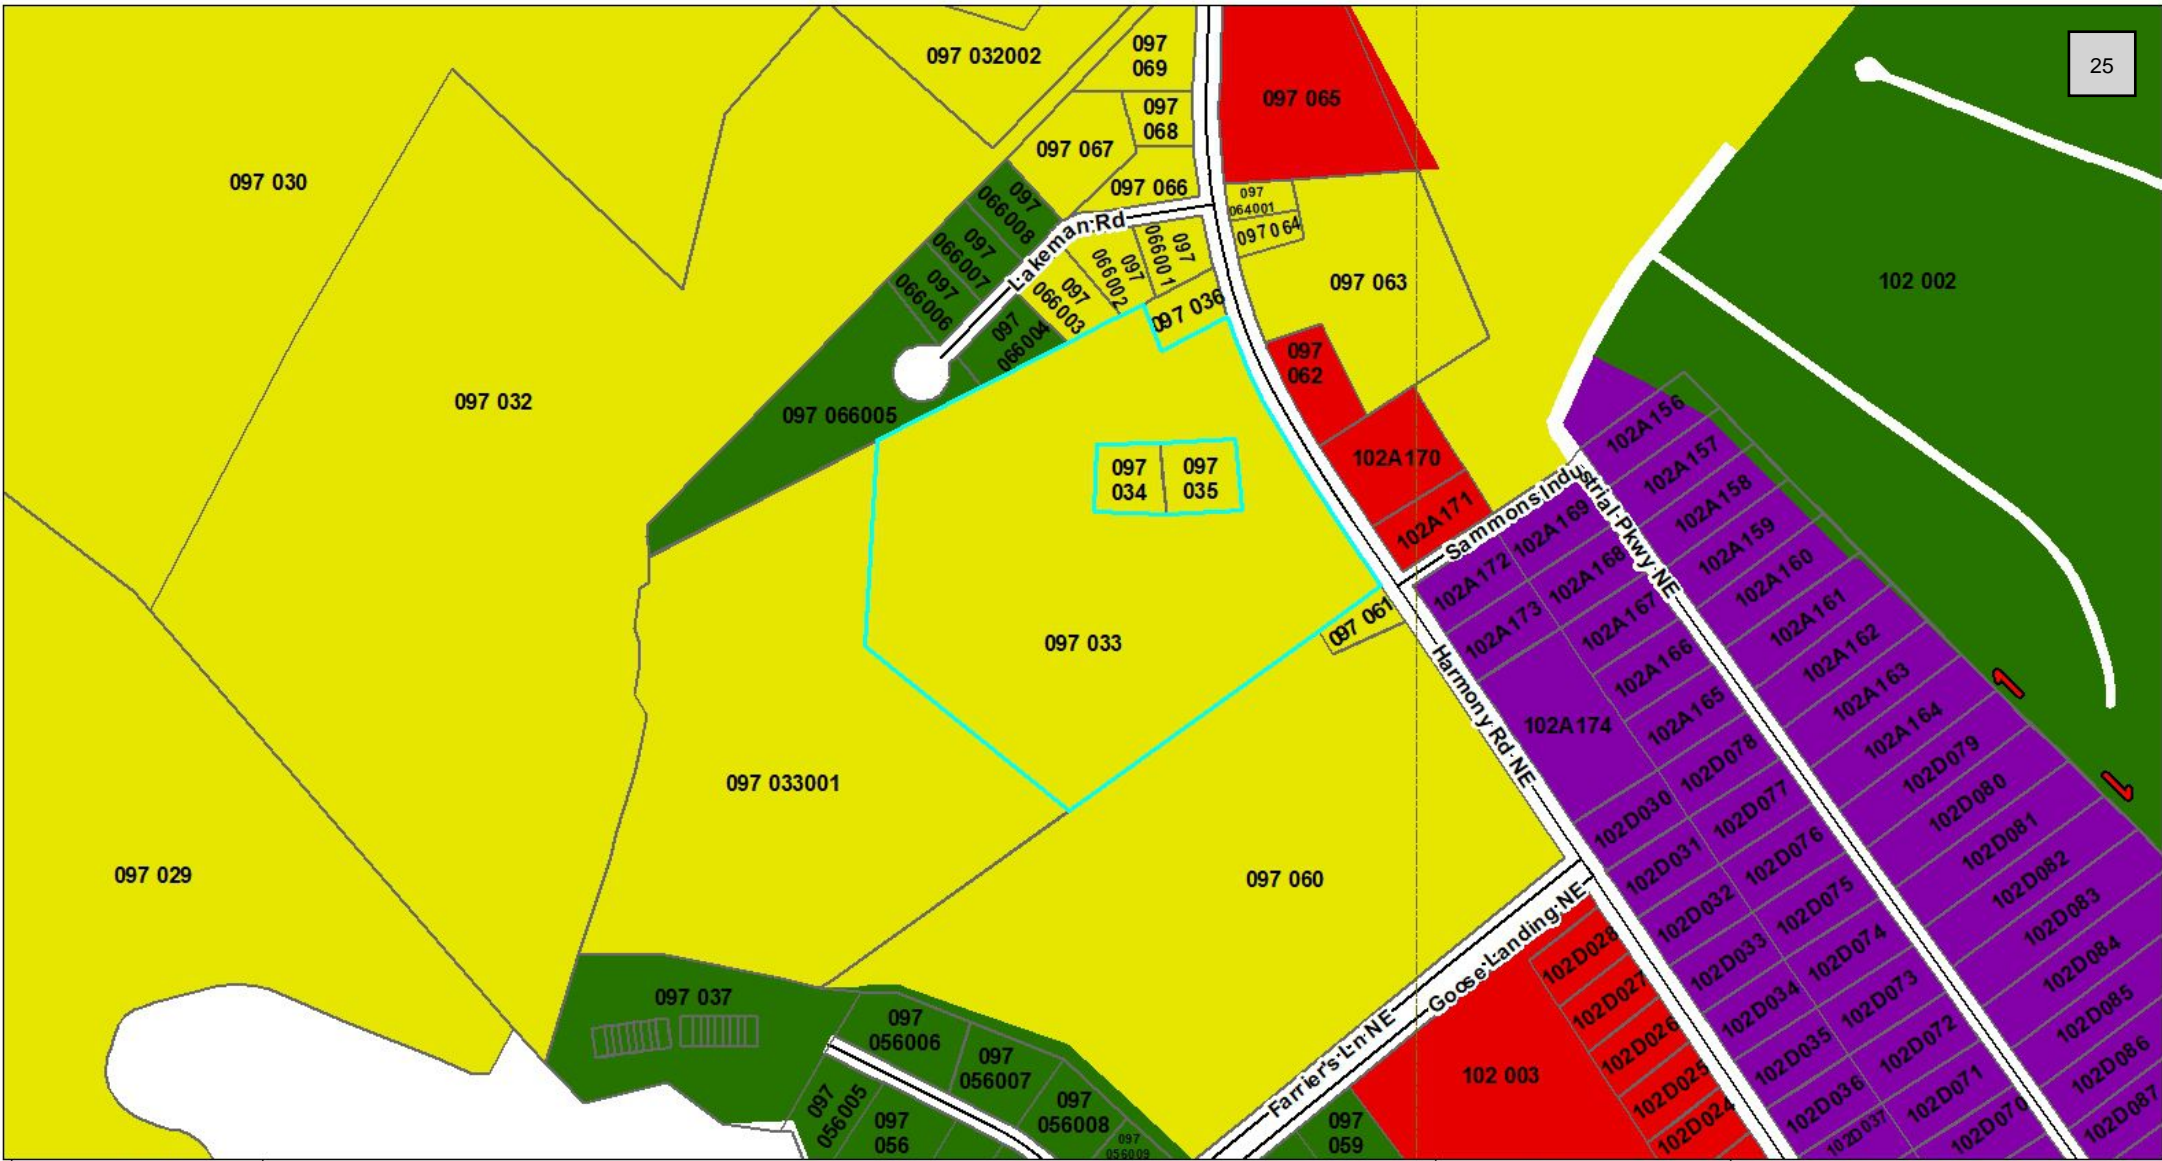 25
097 032002
097
069
097 065
097
068
097 067
097 030
097 066
097
064001
097
066008
Lakeman Rd
097 064
097
066001
097
066007
097
066002
097 063
102 002
097
066006
097
066003
097 036
097
066004
097
062
097 032
097 066005
102A156
102A170
102A157
097
034
097
035
102A158
102A171
102A169
Sammons Industrial Pkwy NE
102A159
102A172
102A168
102A160
102A173
102A167
102A161
097 061
097 033
102A166
102A162
1
102A165
102A163
Harmony Rd NE
102A174
102A164
102D078
102D079
097 033001
102D030
102D077
102D080
1
102D031
102D076
102D081
097 029
097 060
102D032
102D075
102D082
102D028
102D033
102D074
102D083
Goose Landing NE
102D027
102D034
102D073
102D084
097 037
102D026
102D035
102D072
102D085
097
056006
Farrier's Ln NE
102 003
097
056007
102D025
102D036
102D071
102D086
097
056005
097
056008
102D024
102D037
102D070
102D087
097
056
097
056009
097
059